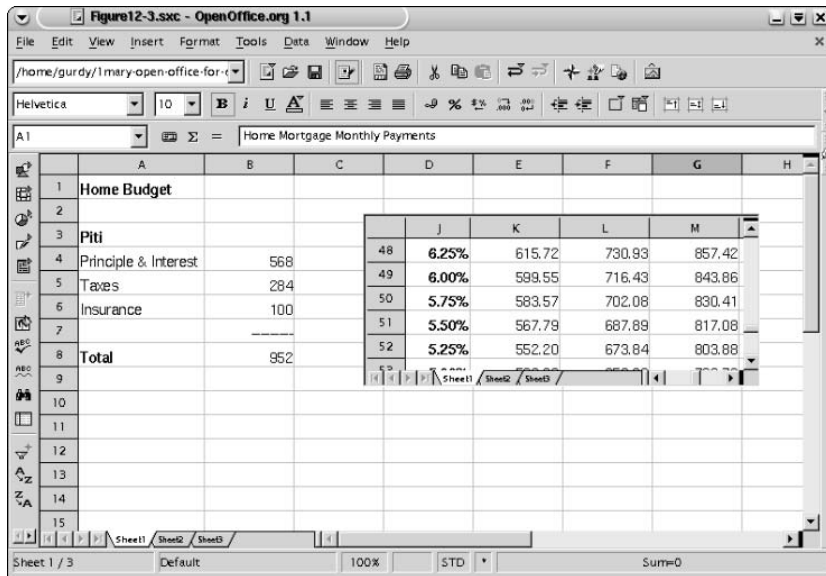 Figure12-3.sxc - OpenOffice.org 1.1
File Edit View Insert Format Tools Data Window Help
/home/gurdy/1mary-open-office-for-
Helvetica 10 B i U A
A1 Σ = Home Mortgage Monthly Payments
A B C D E F G H
1 Home Budget
2
3 Piti
4 Principle & Interest 568
5 Taxes 284
6 Insurance 100
7 -------
8 Total 952
9
10
11
12
13
14
15
J K L M
48 6.25% 615.72 730.93 857.42
49 6.00% 599.55 716.43 843.86
50 5.75% 583.57 702.08 830.41
51 5.50% 567.79 687.89 817.08
52 5.25% 552.20 673.84 803.88
Sheet1 Sheet2 Sheet3
Sheet1 Sheet2 Sheet3
Sheet 1 / 3 Default 100% STD * Sum=0